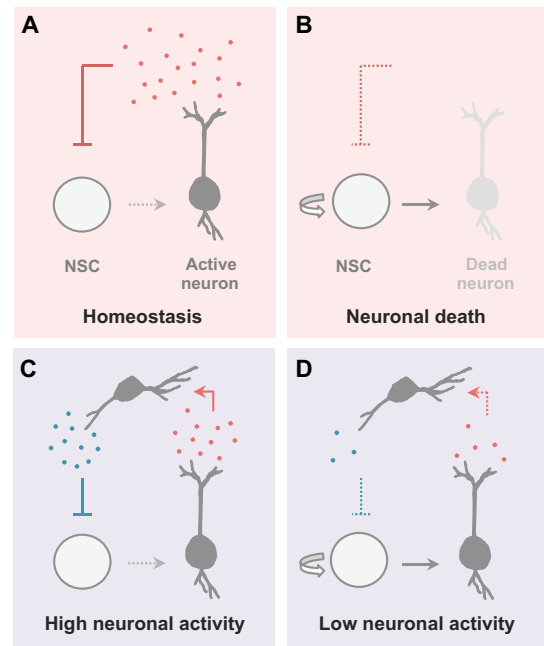 A
NSC
Active
neuron
Homeostasis
B
NSC
Dead
neuron
Neuronal death
C
High neuronal activity
D
Low neuronal activity